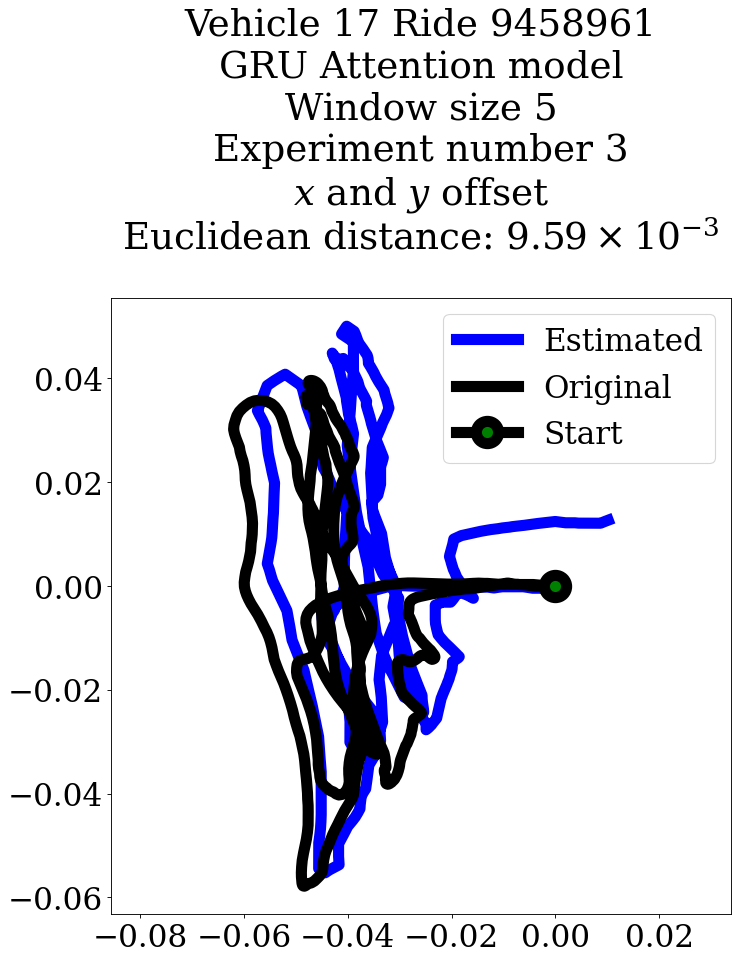 Vehicle 17 Ride 9458961
GRU Attention model
Window size 5
Experiment number 3
x and y offset
Euclidean distance: 9.59 × 10⁻³
Estimated
Original
Start
0.04
0.02
0.00
−0.02
−0.04
−0.06
−0.08 −0.06 −0.04 −0.02 0.00 0.02